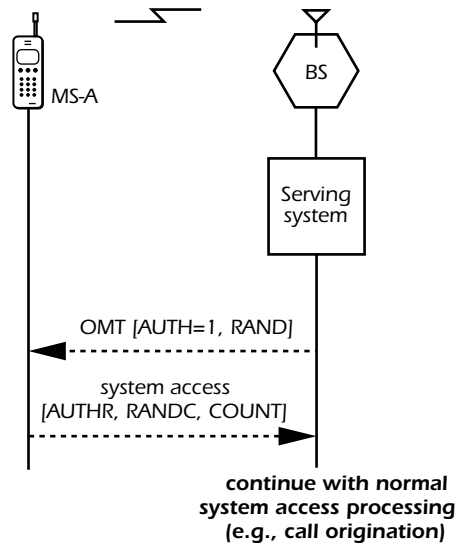 MS-A
BS
Serving
system
OMT [AUTH=1, RAND]
system access
[AUTHR, RANDC, COUNT]
continue with normal
system access processing
(e.g., call origination)